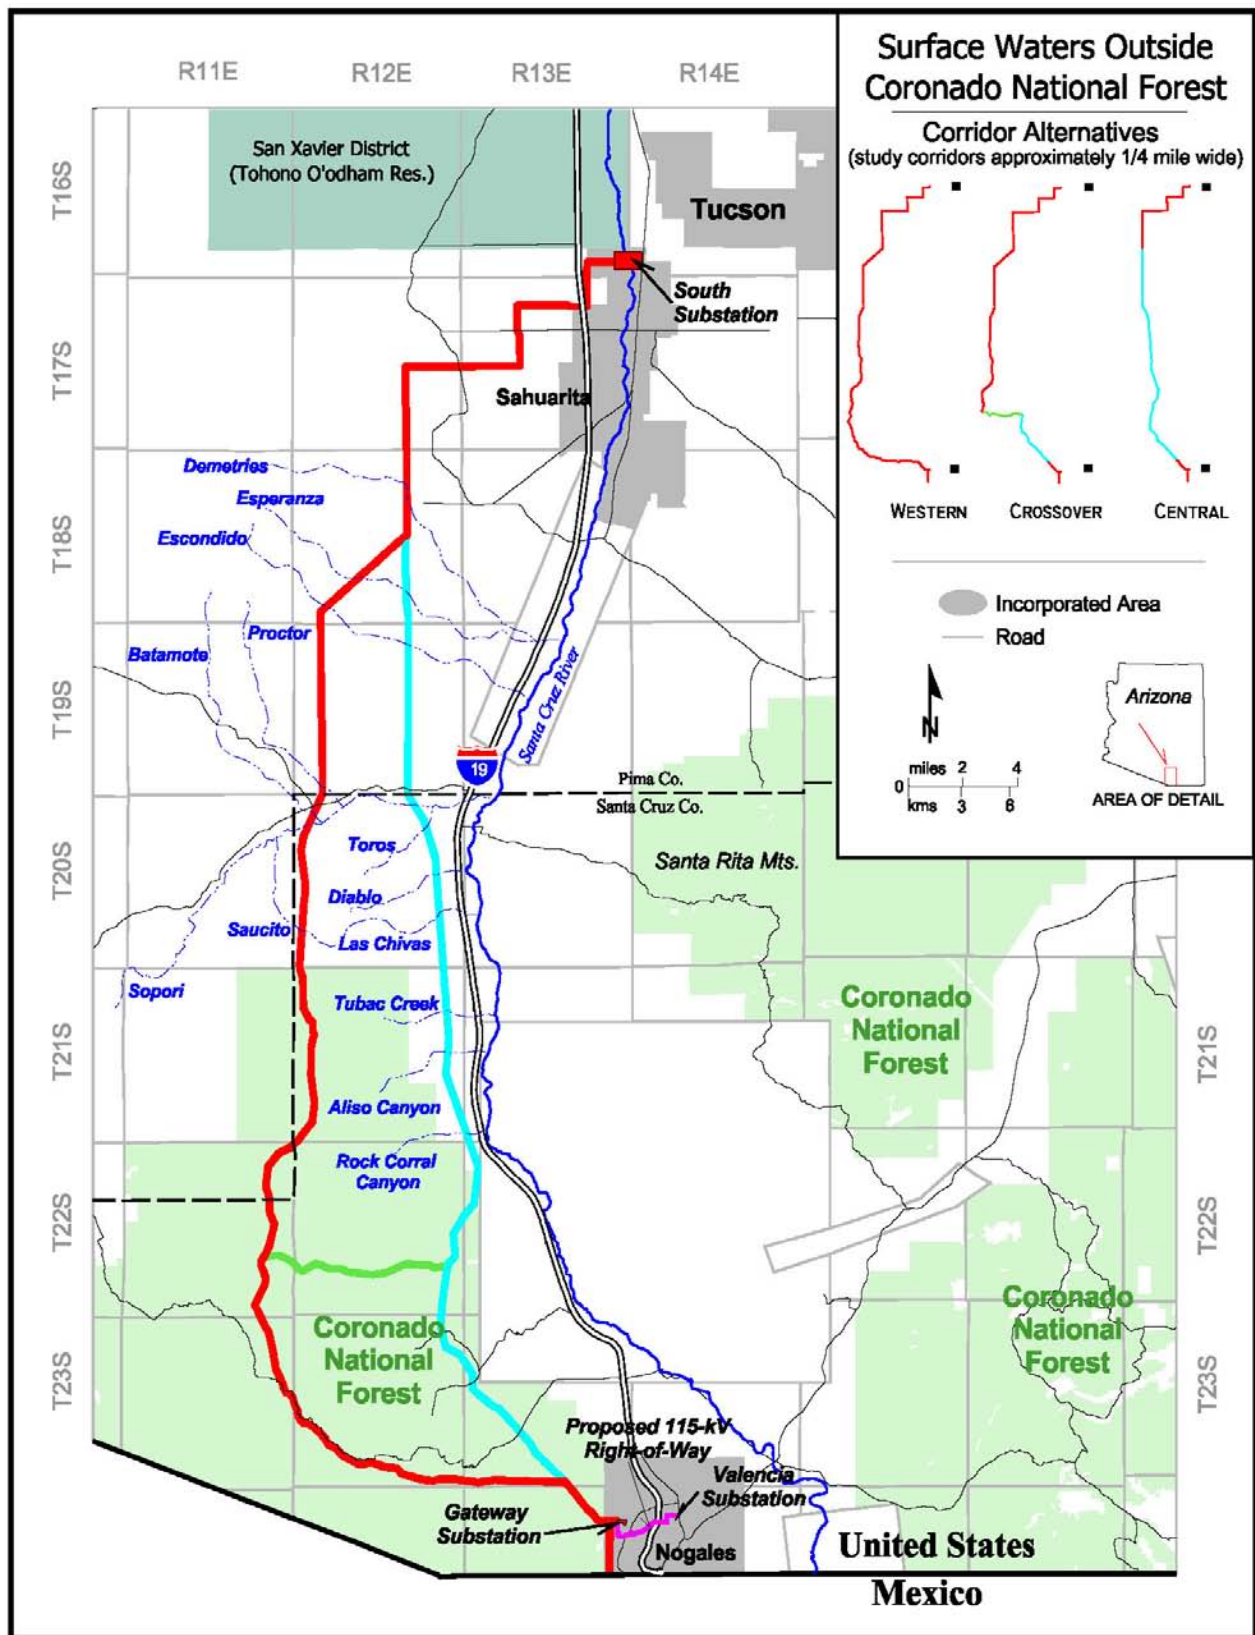 R11E R12E R13E R14E
Surface Waters Outside
Coronado National Forest
Corridor Alternatives
(study corridors approximately 1/4 mile wide)
WESTERN CROSSOVER CENTRAL
Incorporated Area
Road
N
miles 2 4
0
kms 3 6
Arizona
AREA OF DETAIL
San Xavier District
(Tohono O'odham Res.)
Tucson
T16S
South
Substation
T17S
Sahuarita
Demetries
Esperanza
Escondido
T18S
Proctor
Batamote
Santa Cruz River
T19S
19
Pima Co.
Santa Cruz Co.
Toros
T20S
Santa Rita Mts.
Diablo
Saucito
Las Chivas
Sopori
Tubac Creek
Coronado
National
Forest
T21S
T21S
Aliso Canyon
Rock Corral
Canyon
T22S
T22S
Coronado
National
Forest
Coronado
National
Forest
T23S
T23S
Proposed 115-kV
Right-of-Way
Valencia
Substation
Gateway
Substation
Nogales
United States
Mexico